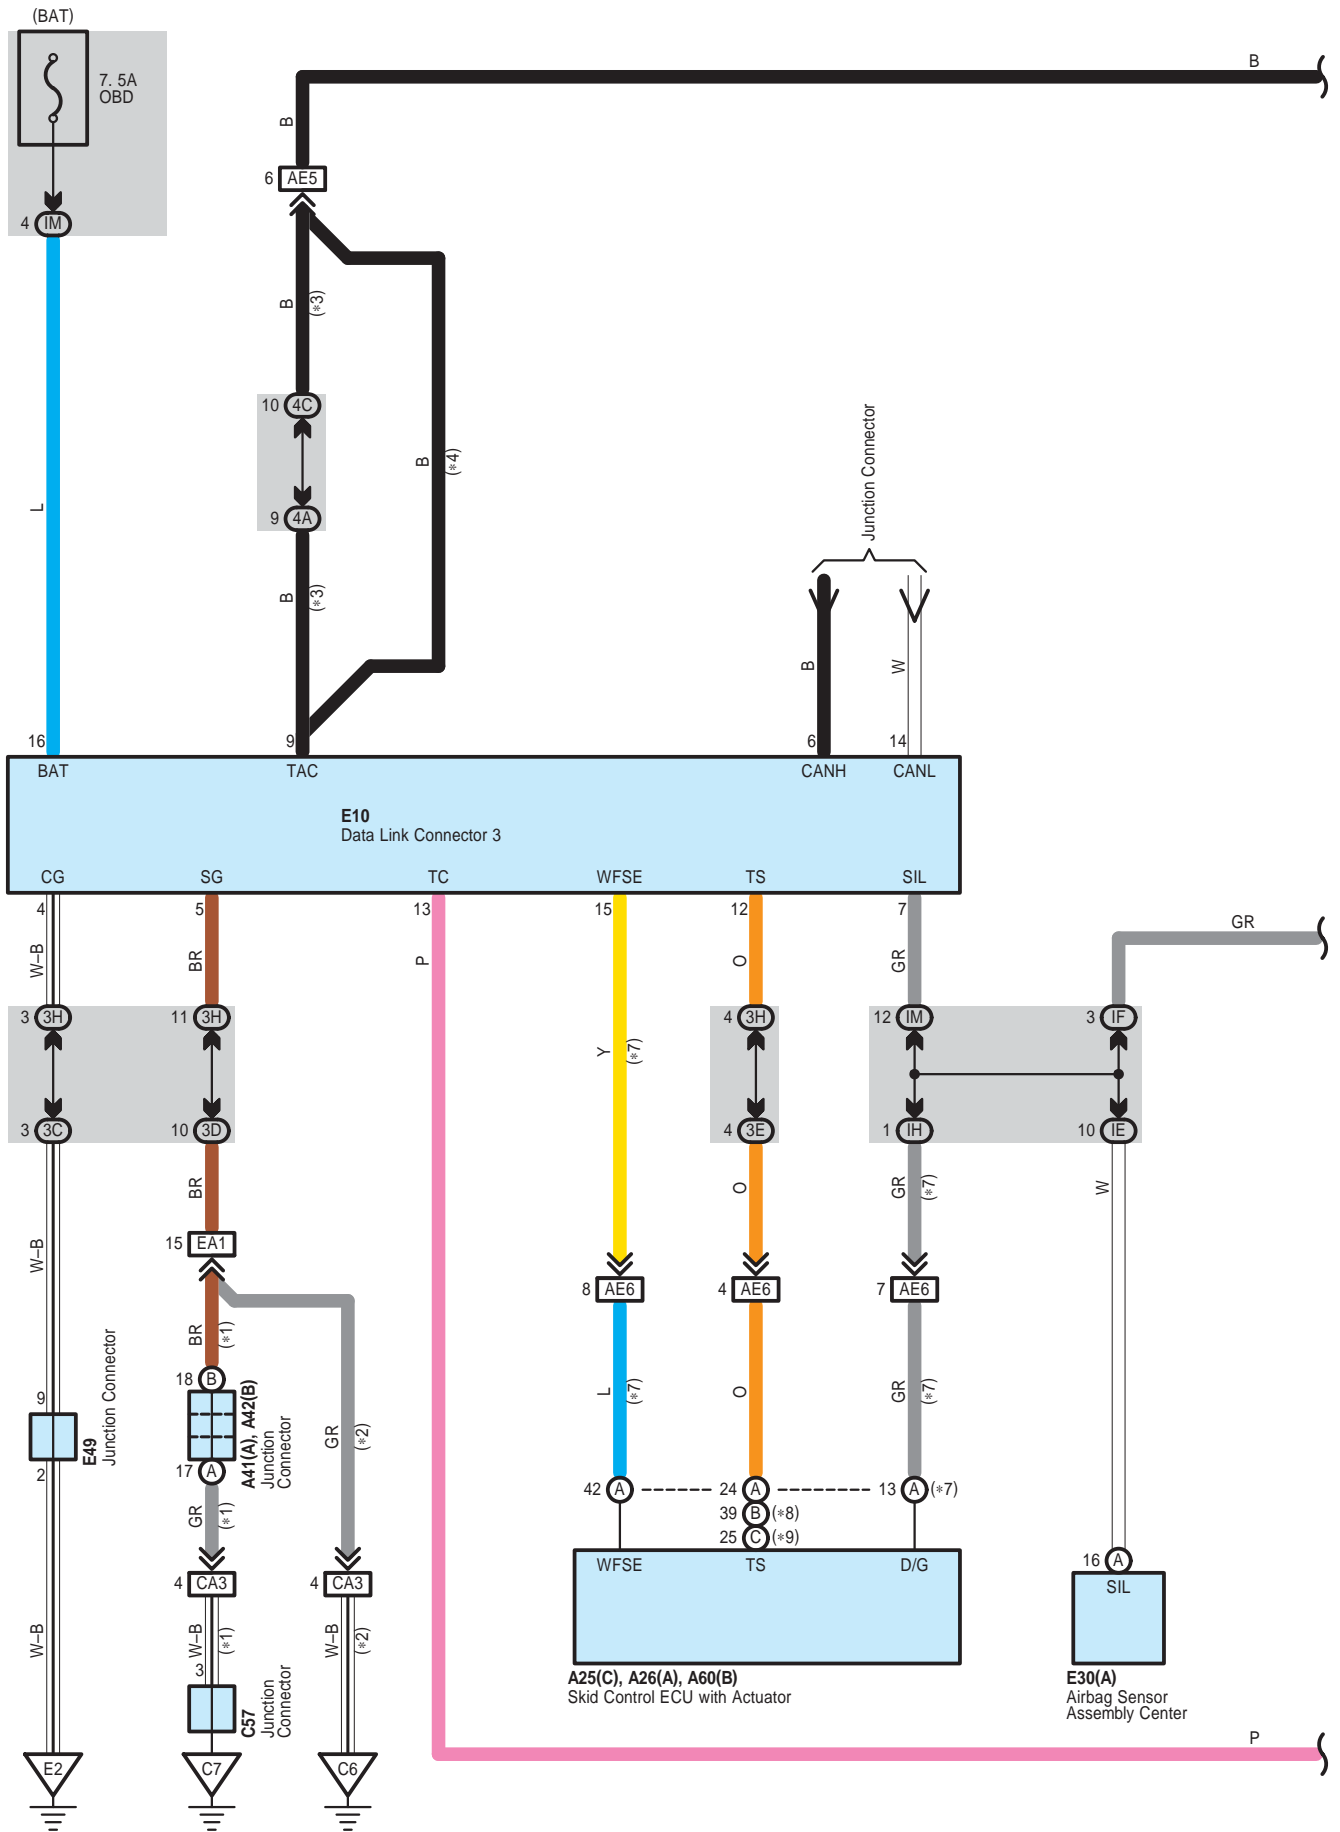 (BAT)
7. 5A
OBD
4 IM
L
B
B
6 AE5
B
(*3)
10 4C
9 4A
B
(*3)
B
(*4)
Junction Connector
B
W
16
9
6
14
BAT
TAC
CANH
CANL
E10
Data Link Connector 3
CG
SG
TC
WFSE
TS
SIL
4
5
13
15
12
7
W–B
BR
P
Y
(*7)
O
GR
GR
3 3H
11 3H
4 3H
12 IM
3 IF
3 3C
10 3D
4 3E
1 IH
10 IE
W–B
BR
O
GR
(*7)
W
15 EA1
8 AE6
4 AE6
7 AE6
BR
(*1)
GR
(*2)
L
(*7)
O
GR
(*7)
9
E49
Junction Connector
2
18 B
A41(A), A42(B)
Junction
Connector
17 A
GR
(*1)
42 A
24 A
13 A (*7)
39 B (*8)
25 C (*9)
WFSE
TS
D/G
A25(C), A26(A), A60(B)
Skid Control ECU with Actuator
16 A
SIL
E30(A)
Airbag Sensor
Assembly Center
4 CA3
4 CA3
W–B
W–B
(*1)
W–B
(*2)
3
C57
Junction
Connector
P
E2
C7
C6